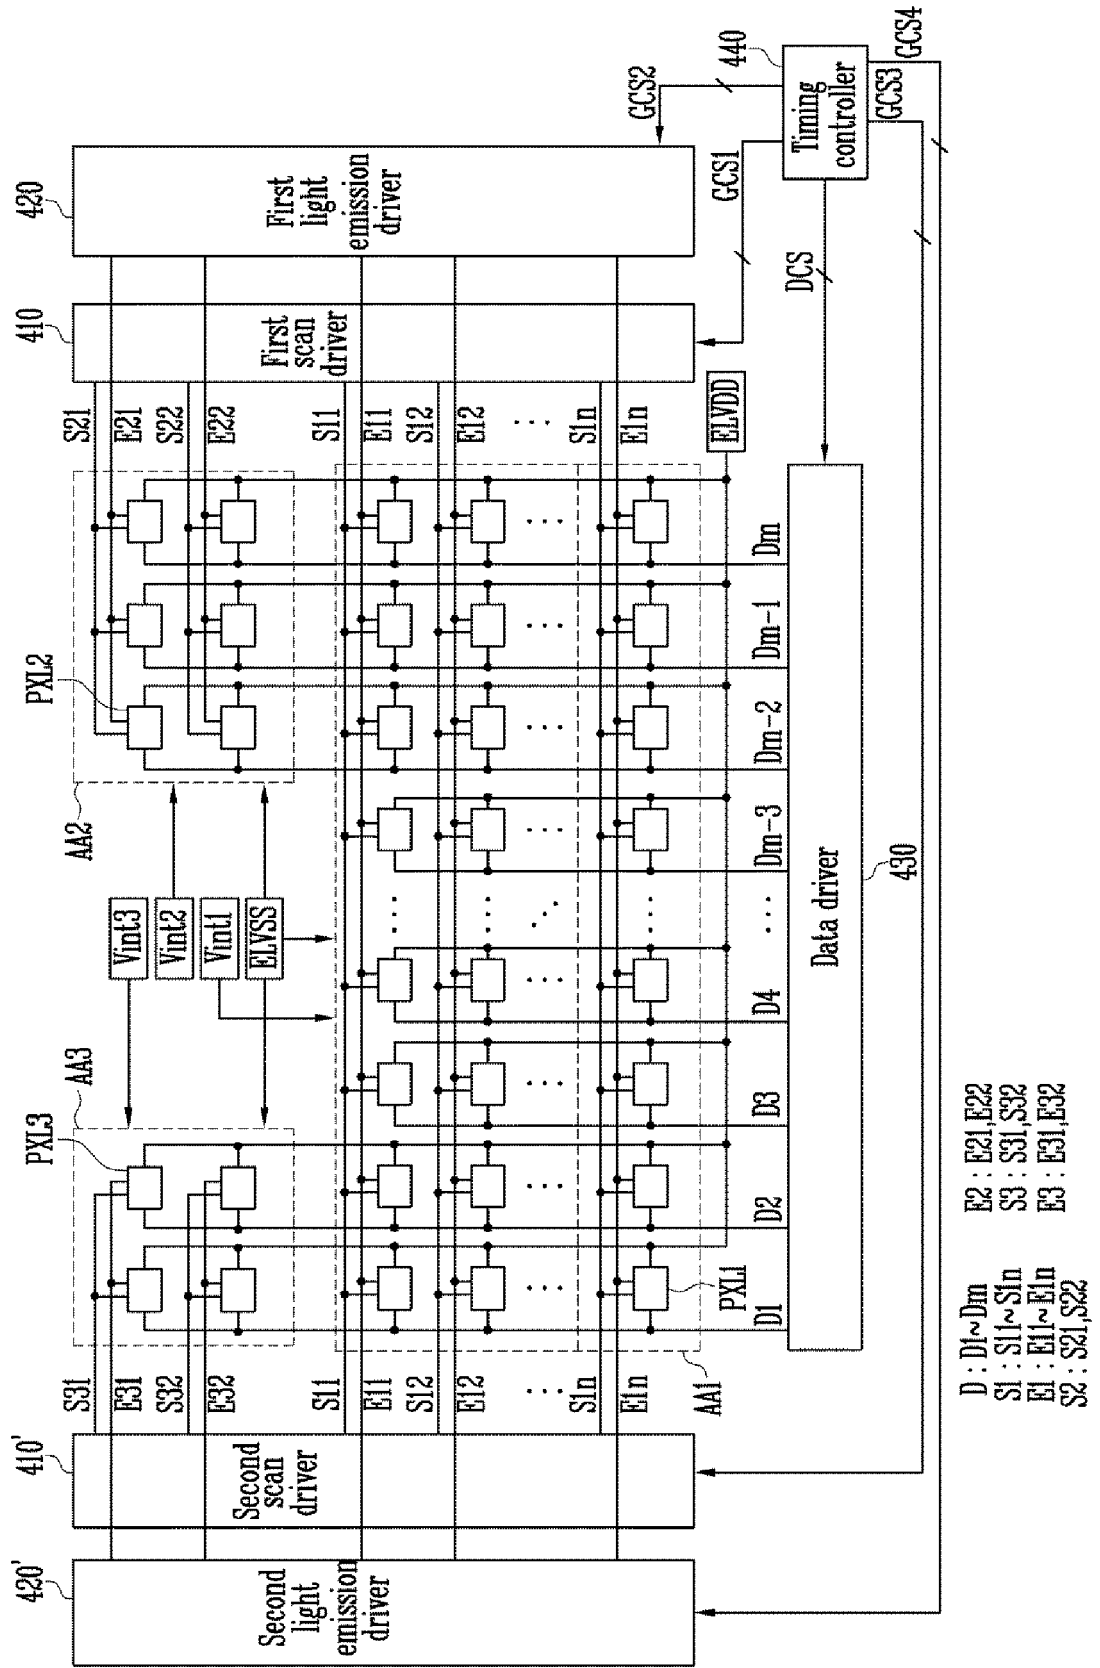 420'
Second
light
emission
driver
410'
Second
scan
driver
S31
E31
S32
E32
S11
E11
S12
E12
...
S1n
E1n
AA3
PXL3
Vint3
Vint2
Vint1
ELVSS
AA2
PXL2
S21
E21
S22
E22
S11
E11
S12
E12
...
S1n
E1n
410
First
scan
driver
420
First
light
emission
driver
AA1
PXL1
ELVDD
GCS1
GCS2
D1
D2
D3
D4
...
Dm-3
Dm-2
Dm-1
Dm
DCS
440
Timing
controller
Data driver
430
GCS3
GCS4
D : D1~Dm
S1 : S11~S1n
E1 : E11~E1n
S2 : S21,S22
E2 : E21,E22
S3 : S31,S32
E3 : E31,E32